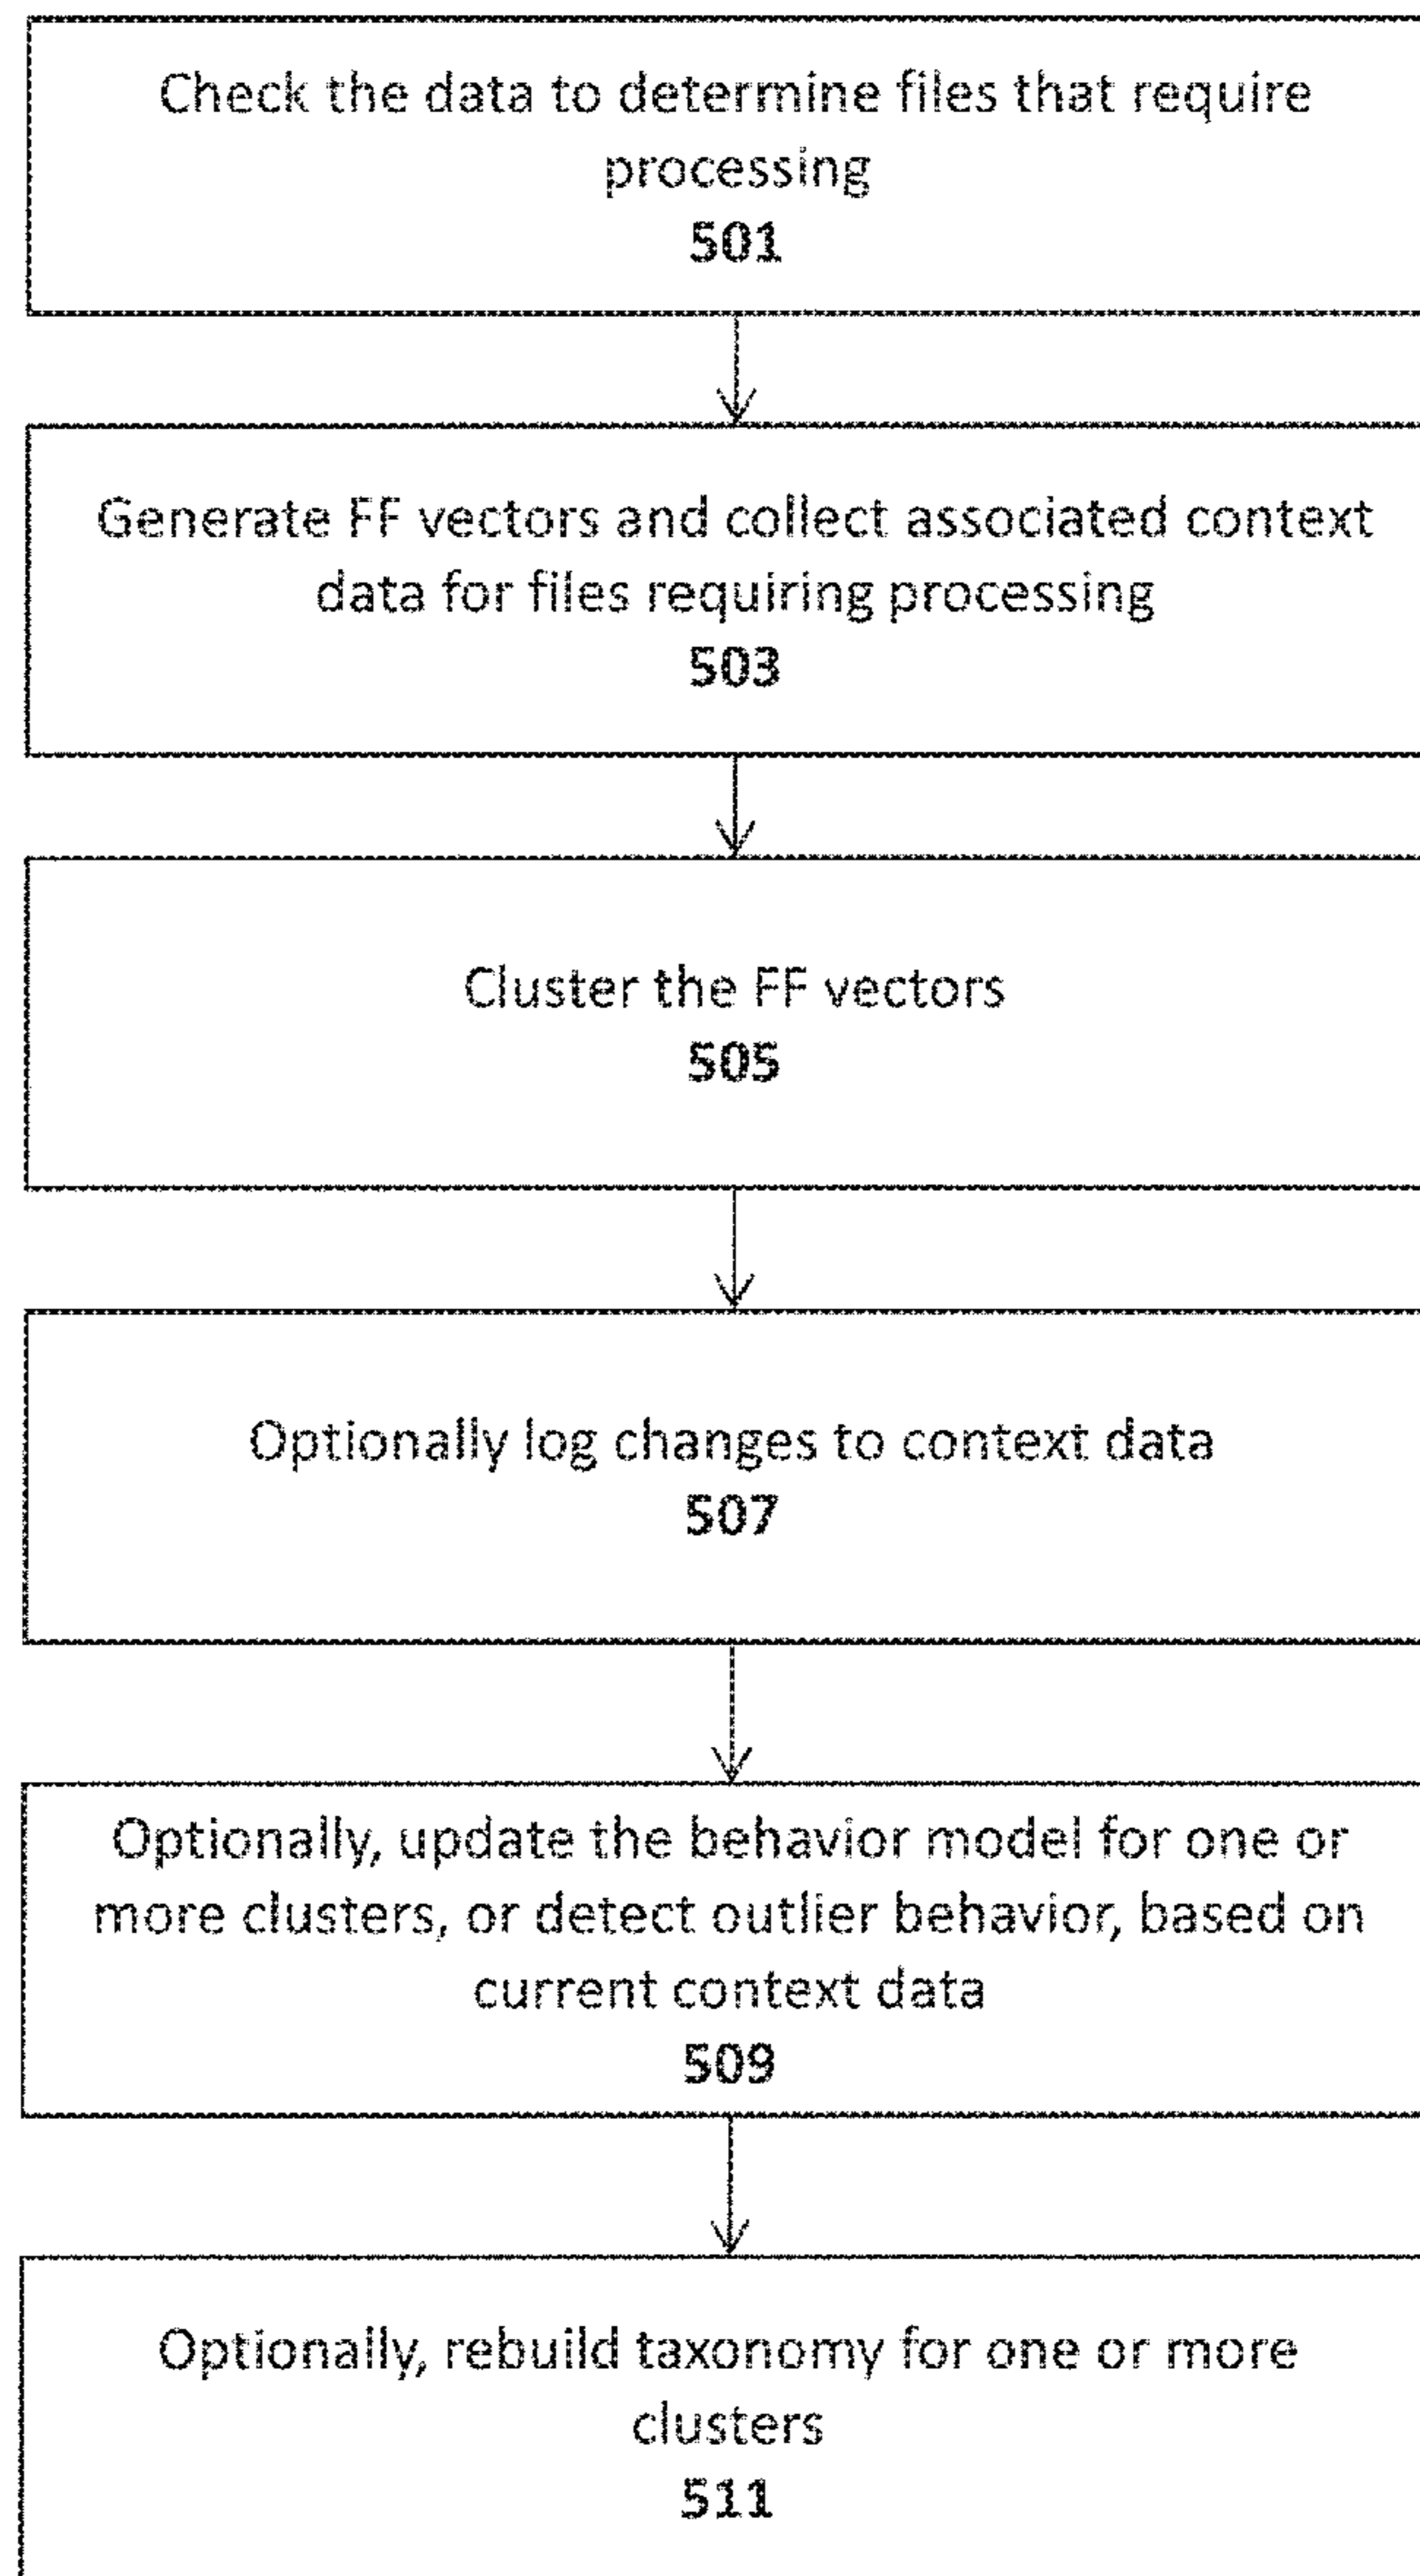 Check the data to determine files that require
processing
501
Generate FF vectors and collect associated context
data for files requiring processing
503
Cluster the FF vectors
505
Optionally log changes to context data
507
Optionally, update the behavior model for one or
more clusters, or detect outlier behavior, based on
current context data
509
Optionally, rebuild taxonomy for one or more
clusters
511